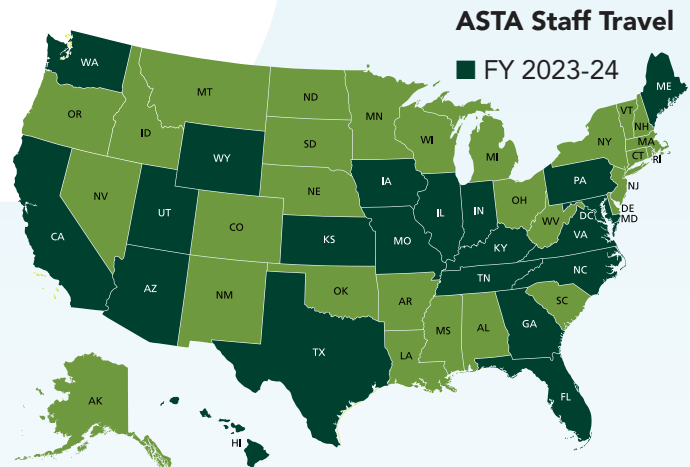 ASTA Staff Travel
FY 2023-24
WA
ME
MT
ND
VT
MN
OR
NH
ID
WI
NY
MA
SD
MI
CT
RI
WY
PA
IA
NJ
NE
OH
NV
IL
IN
DE
UT
WV
DC
MD
CO
VA
CA
KS
MO
KY
NC
TN
AZ
OK
NM
AR
SC
MS
AL
GA
TX
LA
FL
AK
HI